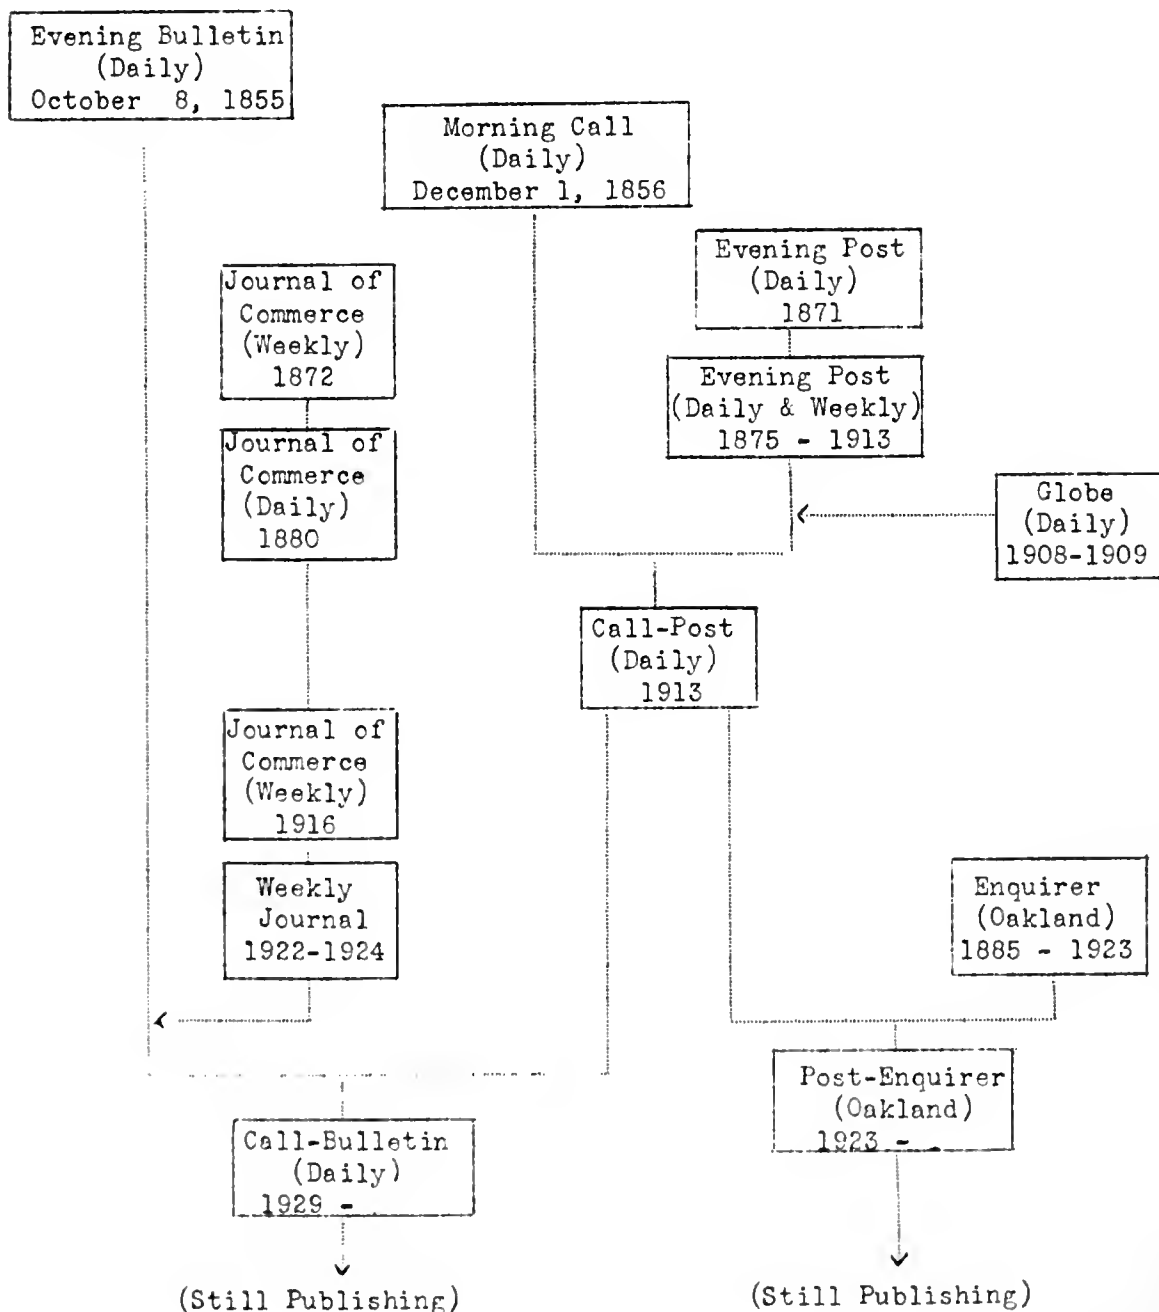 Evening Bulletin
(Daily)
October 8, 1855
Morning Call
(Daily)
December 1, 1856
Evening Post
(Daily)
1871
Journal of
Commerce
(Weekly)
1872
Evening Post
(Daily & Weekly)
1875 - 1913
Journal of
Commerce
(Daily)
1880
Globe
(Daily)
1908-1909
Call-Post
(Daily)
1913
Journal of
Commerce
(Weekly)
1916
Weekly
Journal
1922-1924
Enquirer
(Oakland)
1885 - 1923
Post-Enquirer
(Oakland)
1923 -
Call-Bulletin
(Daily)
1929 -
(Still Publishing)
(Still Publishing)